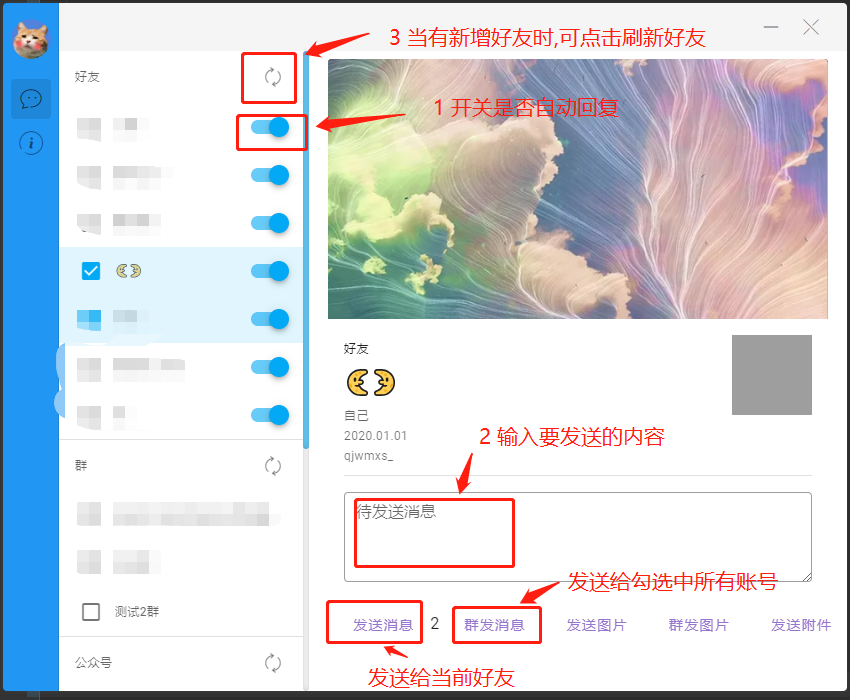 3 当有新增好友时,可点击刷新好友
好友
1 开关是否自动回复
好友
自己
2020.01.01
qjwmxs_
2 输入要发送的内容
群
待发送消息
发送给勾选中所有账号
测试2群
发送消息 2 群发消息 发送图片 群发图片 发送附件
公众号
发送给当前好友